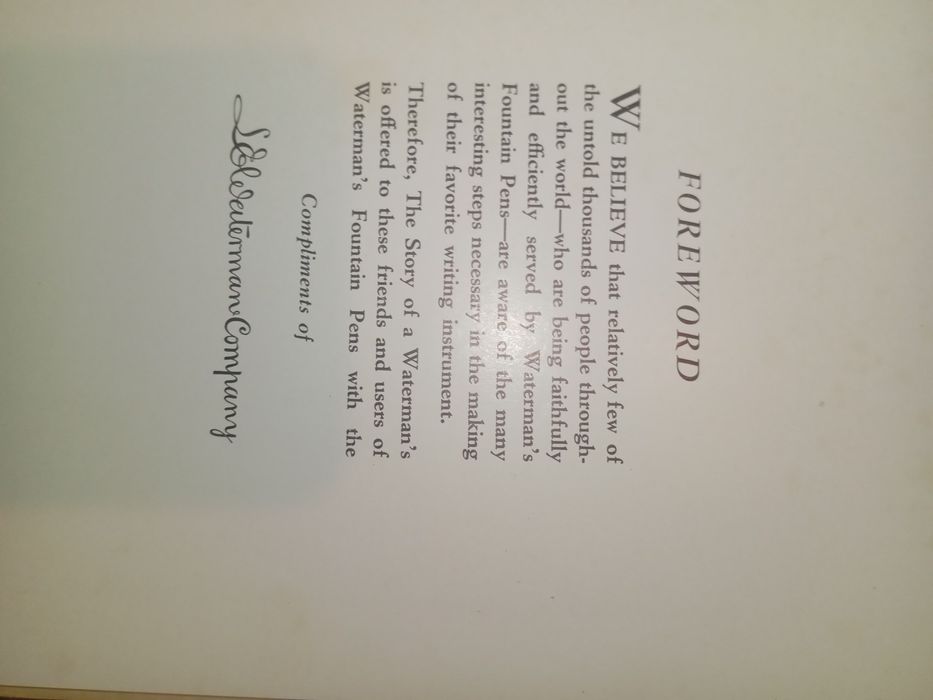 FOREWORD
WE BELIEVE that relatively few of
the untold thousands of people through-
out the world—who are being faithfully
and efficiently served by Waterman's
Fountain Pens—are aware of the many
interesting steps necessary in the making
of their favorite writing instrument.
Therefore, The Story of a Waterman's
is offered to these friends and users of
Waterman's Fountain Pens with the
Compliments of
L E Waterman Company